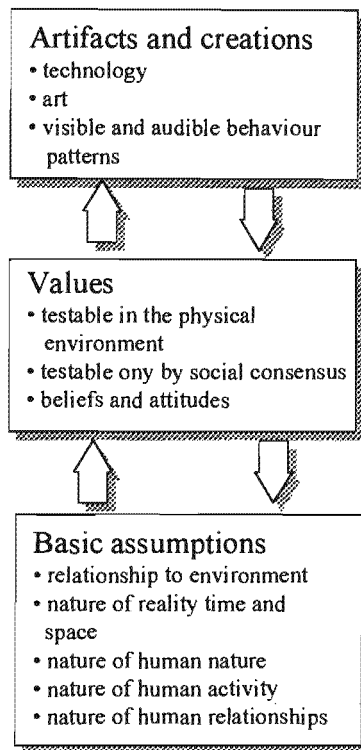 Artifacts and creations
• technology
• art
• visible and audible behaviour
patterns
Values
• testable in the physical
environment
• testable ony by social consensus
• beliefs and attitudes
Basic assumptions
• relationship to environment
• nature of reality time and
space
• nature of human nature
• nature of human activity
• nature of human relationships